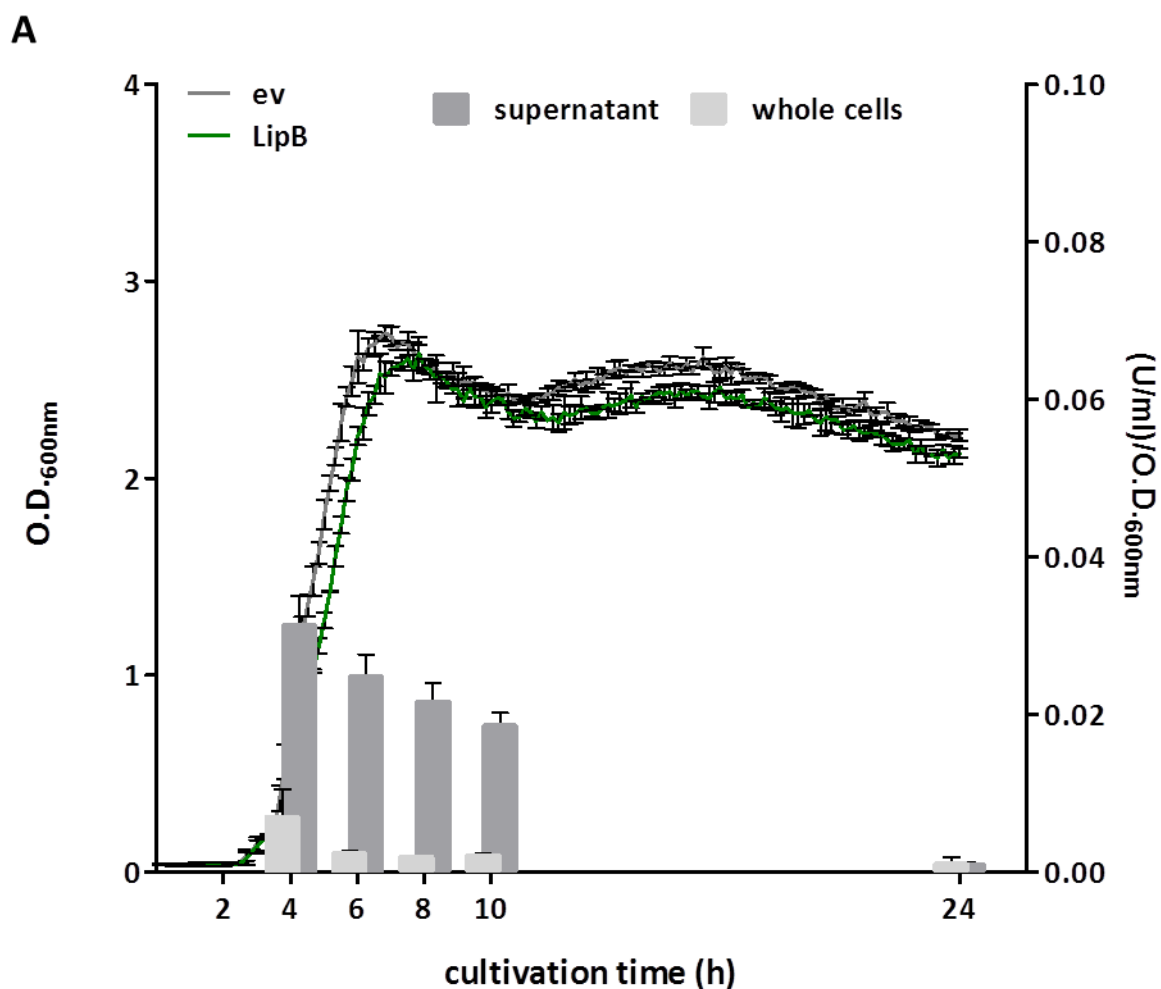 A
ev
LipB
supernatant
whole cells
4
3
2
1
0
O.D.600nm
0.10
0.08
0.06
0.04
0.02
0.00
(U/ml)/O.D.600nm
2
4
6
8
10
24
cultivation time (h)